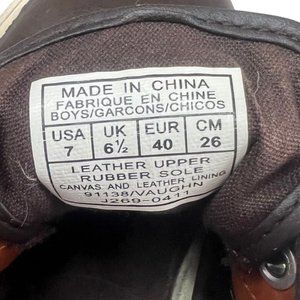 MADE IN CHINA
FABRIQUE EN CHINE
BOYS/GARCONS/CHICOS
USA UK EUR CM
7 6½ 40 26
LEATHER UPPER
RUBBER SOLE
CANVAS AND LEATHER LINING
91138/VAUGHN
J269-0411